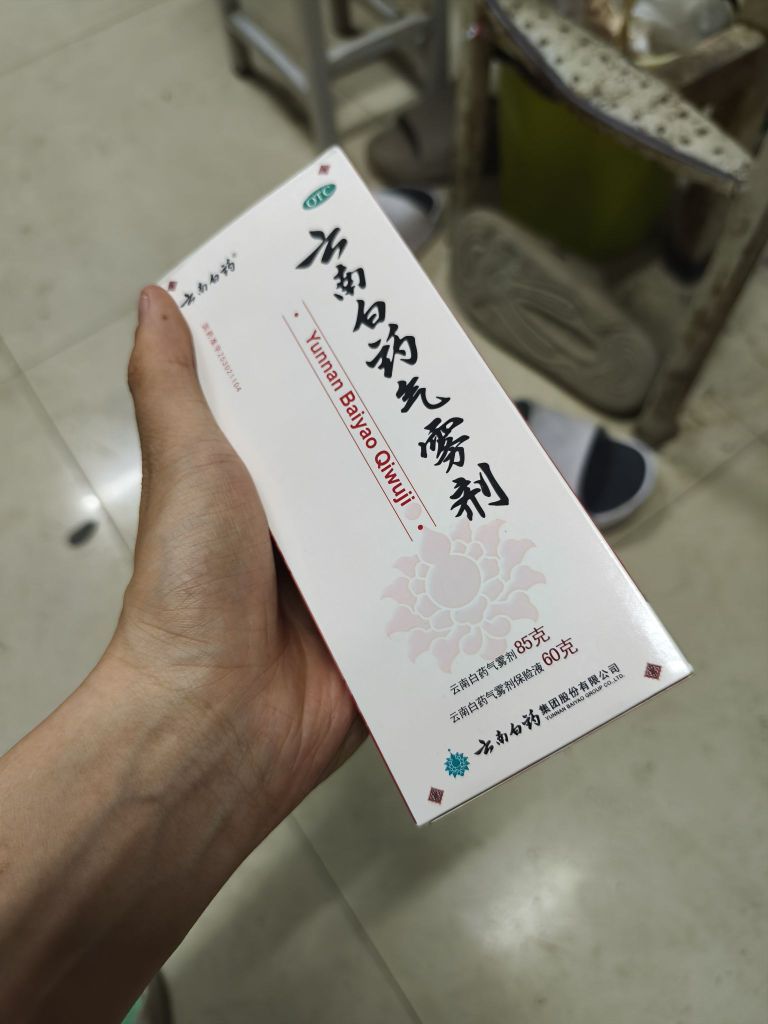 OTC
云南白药®
云南白药气雾剂
Yunnan Baiyao Qiwuji
云南白药气雾剂 85克
云南白药气雾剂保险液 60克
云南白药 集团股份有限公司
YUNNAN BAIYAO GROUP CO.,LTD.